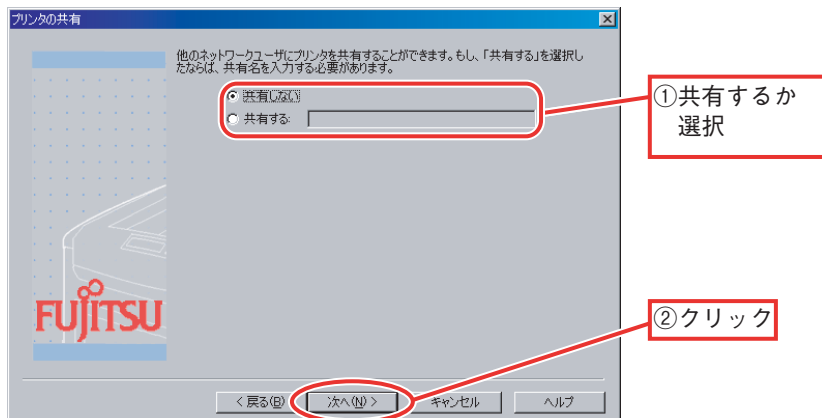 プリンタの共有
他のネットワークユーザにプリンタを共有することができます。もし、「共有する」を選択し
たならば、共有名を入力する必要があります。
共有しない
共有する:
①共有するか
選択
FUJITSU
②クリック
< 戻る(B)
次へ(N) >
キャンセル
ヘルプ